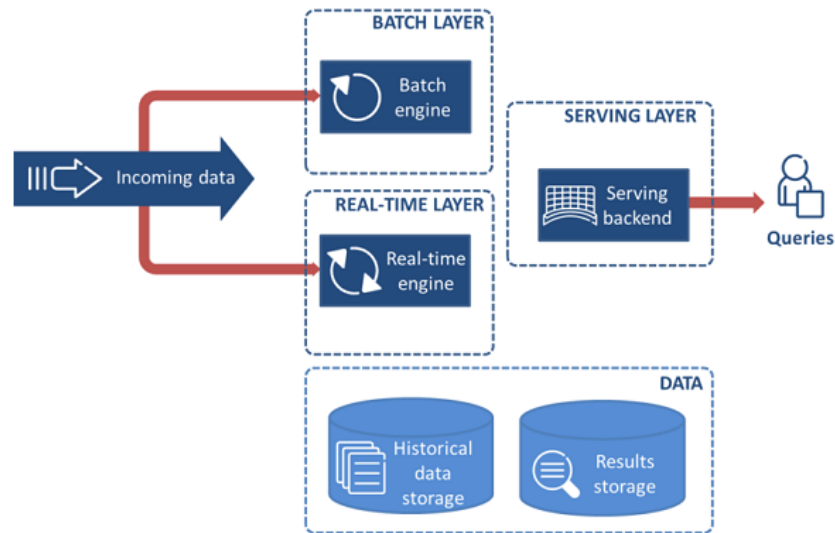 BATCH LAYER
Batch
engine
Incoming data
REAL-TIME LAYER
Real-time
engine
SERVING LAYER
Serving
backend
Queries
DATA
Historical
data
storage
Results
storage